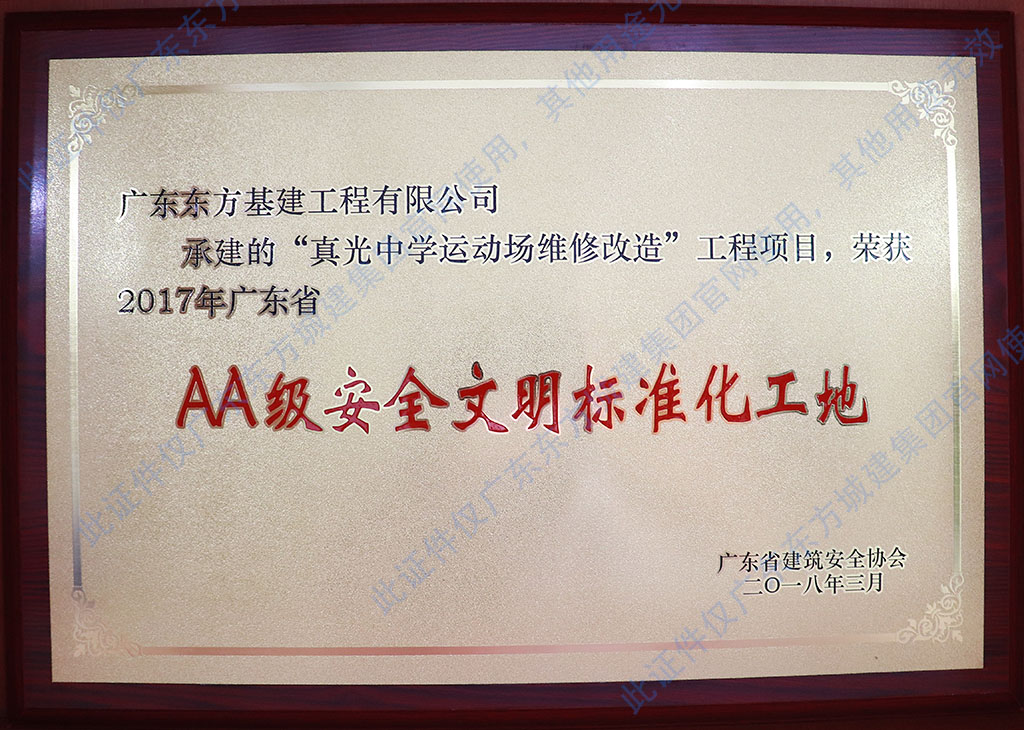 广东东方基建工程有限公司
承建的“真光中学运动场维修改造”工程项目，荣获
2017年广东省
AA级安全文明标准化工地
广东省建筑安全协会
二〇一八年三月
此证件仅广东东方城建集团官网使用，其他用途无效